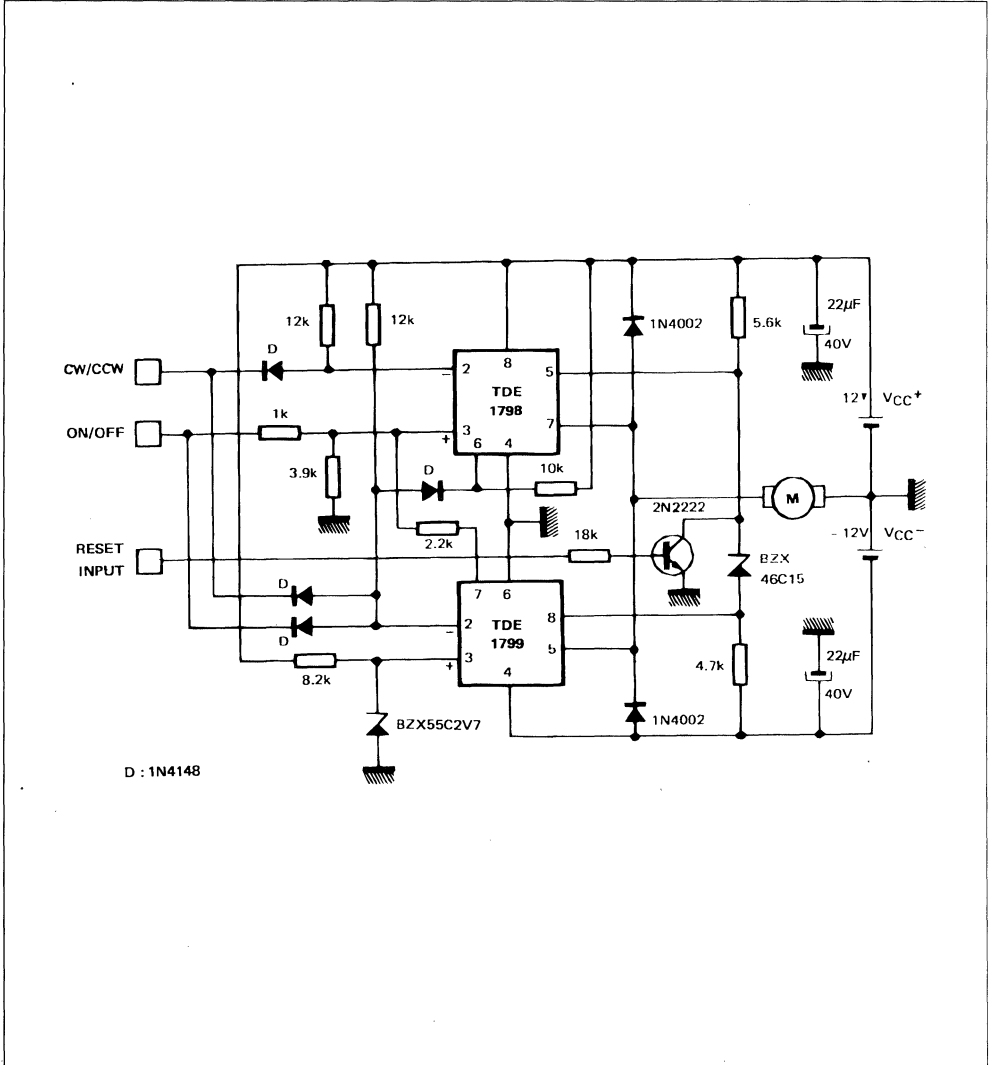 12k
12k
1N4002
5.6k
22µF
40V
D
CW/CCW
2
8
5
TDE
1798
12V
VCC+
ON/OFF
1k
3
6
4
7
+
−
3.9k
D
10k
M
2N2222
2.2k
RESET
INPUT
18k
- 12V
VCC−
BZX
46C15
D
7
6
8
TDE
1799
2
−
5
D
3
+
4
8.2k
4.7k
22µF
40V
BZX55C2V7
1N4002
D : 1N4148